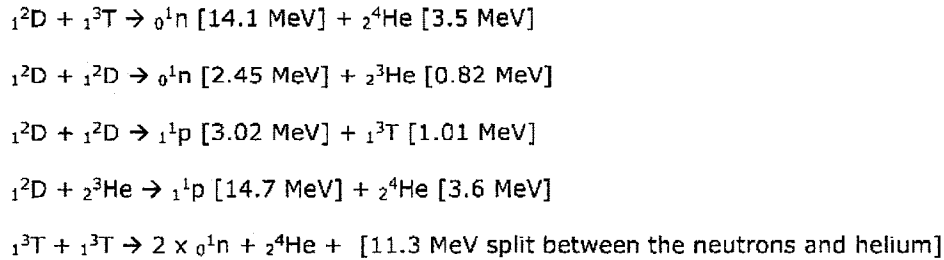 ₁²D + ₁³T → ₀¹n [14.1 MeV] + ₂⁴He [3.5 MeV]
₁²D + ₁²D → ₀¹n [2.45 MeV] + ₂³He [0.82 MeV]
₁²D + ₁²D → ₁¹p [3.02 MeV] + ₁³T [1.01 MeV]
₁²D + ₂³He → ₁¹p [14.7 MeV] + ₂⁴He [3.6 MeV]
₁³T + ₁³T → 2 x ₀¹n + ₂⁴He + [11.3 MeV split between the neutrons and helium]